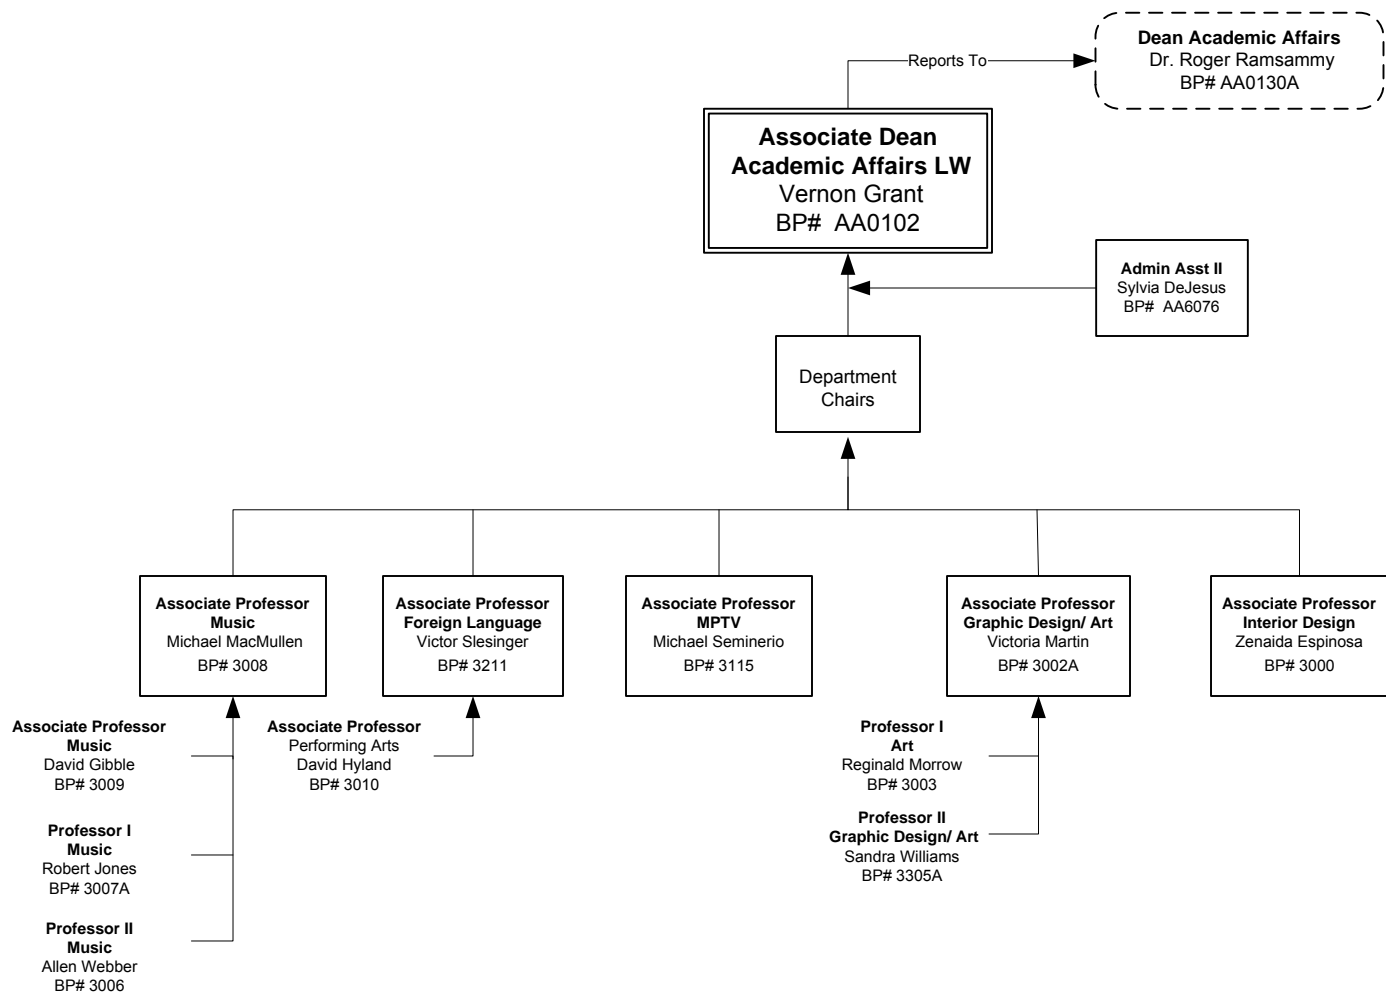 Dean Academic Affairs
Dr. Roger Ramsammy
BP# AA0130A
Reports To
Associate Dean
Academic Affairs LW
Vernon Grant
BP# AA0102
Admin Asst II
Sylvia DeJesus
BP# AA6076
Department
Chairs
Associate Professor
Music
Michael MacMullen
BP# 3008
Associate Professor
Foreign Language
Victor Slesinger
BP# 3211
Associate Professor
MPTV
Michael Seminerio
BP# 3115
Associate Professor
Graphic Design/ Art
Victoria Martin
BP# 3002A
Associate Professor
Interior Design
Zenaida Espinosa
BP# 3000
Associate Professor
Music
David Gibble
BP# 3009
Professor I
Music
Robert Jones
BP# 3007A
Professor II
Music
Allen Webber
BP# 3006
Associate Professor
Performing Arts
David Hyland
BP# 3010
Professor I
Art
Reginald Morrow
BP# 3003
Professor II
Graphic Design/ Art
Sandra Williams
BP# 3305A